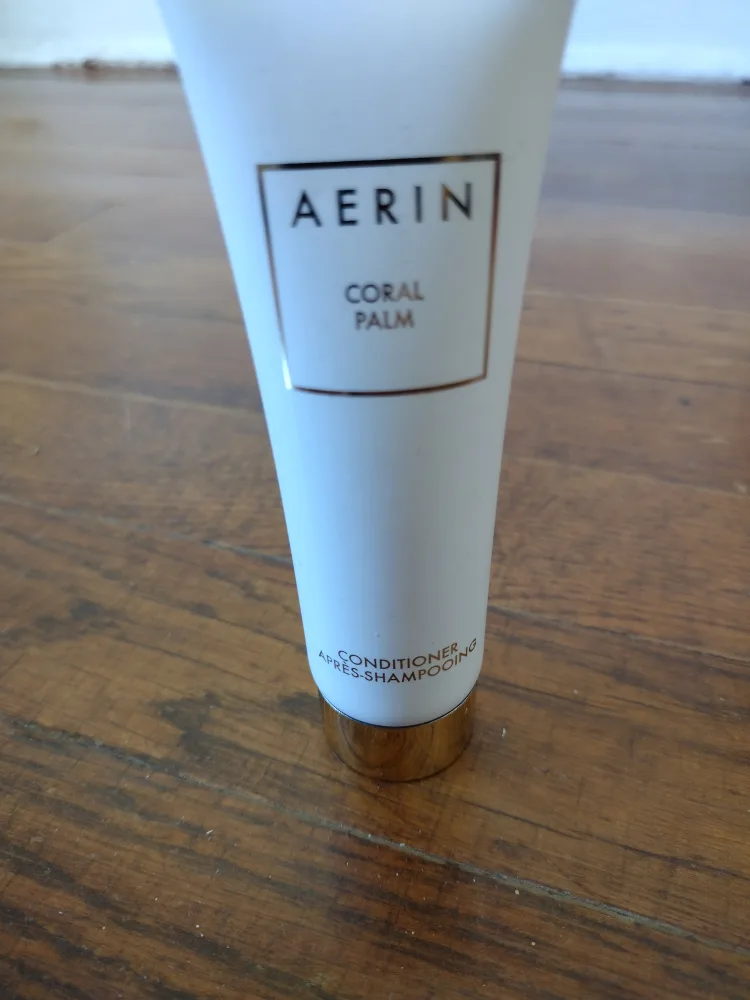 AERIN
CORAL
PALM
CONDITIONER
APRÈS-SHAMPOOING